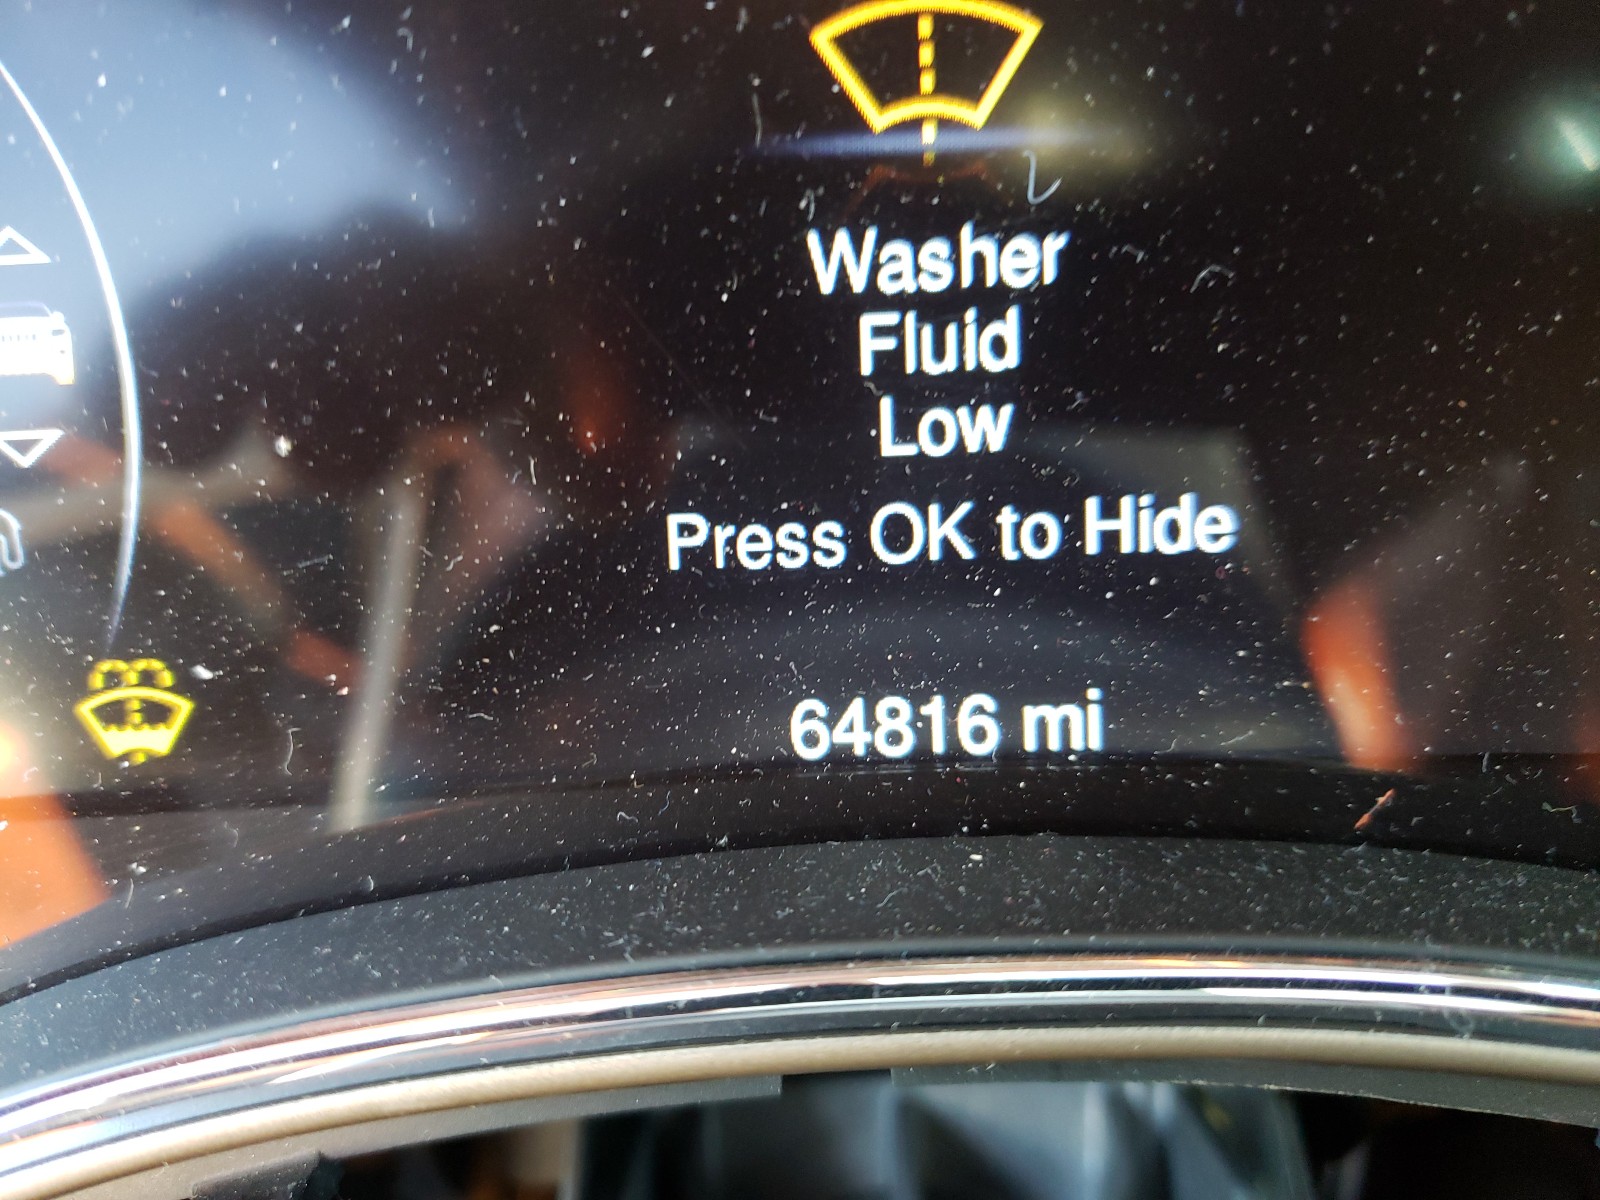 Washer
Fluid
Low
Press OK to Hide
64816 mi